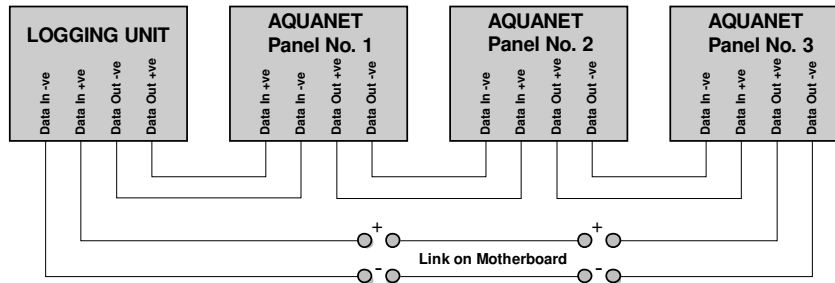 LOGGING UNIT
Data In -ve
Data In +ve
Data Out -ve
Data Out +ve
AQUANET
Panel No. 1
Data In +ve
Data In -ve
Data Out +ve
Data Out -ve
AQUANET
Panel No. 2
Data In -ve
Data In +ve
Data Out +ve
Data Out -ve
AQUANET
Panel No. 3
Data In -ve
Data In +ve
Data Out +ve
Data Out -ve
+
+
Link on Motherboard
-
-